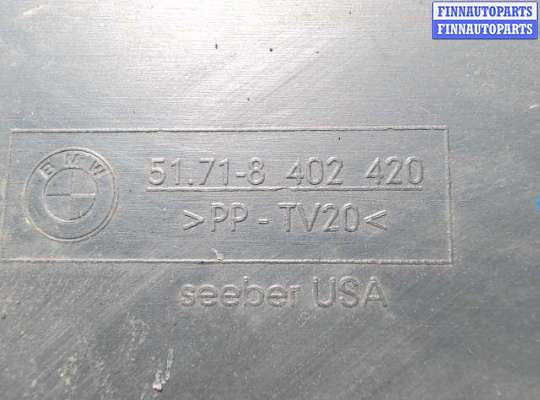 FINNAUTOPARTS
FINNAUTOPARTS
BMW
51.71-8 402 420
>PP-TV20<
seeber USA